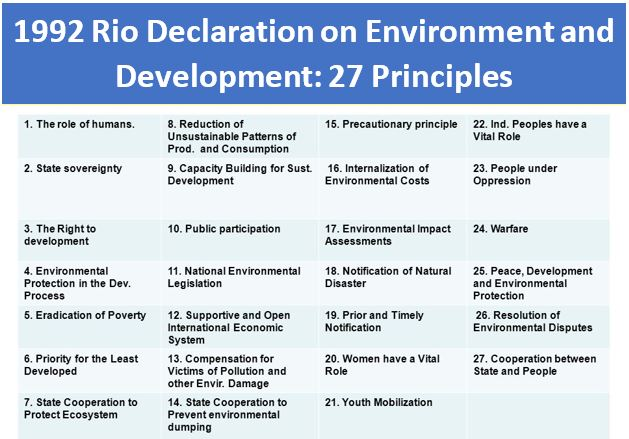 1992 Rio Declaration on Environment and
Development: 27 Principles
1. The role of humans.
2. State sovereignty
3. The Right to
development
4. Environmental
Protection in the Dev.
Process
5. Eradication of Poverty
6. Priority for the Least
Developed
7. State Cooperation to
Protect Ecosystem
8. Reduction of
Unsustainable Patterns of
Prod. and Consumption
9. Capacity Building for Sust.
Development
10. Public participation
11. National Environmental
Legislation
12. Supportive and Open
International Economic
System
13. Compensation for
Victims of Pollution and
other Envir. Damage
14. State Cooperation to
Prevent environmental
dumping
15. Precautionary principle
16. Internalization of
Environmental Costs
17. Environmental Impact
Assessments
18. Notification of Natural
Disaster
19. Prior and Timely
Notification
20. Women have a Vital
Role
21. Youth Mobilization
22. Ind. Peoples have a
Vital Role
23. People under
Oppression
24. Warfare
25. Peace, Development
and Environmental
Protection
26. Resolution of
Environmental Disputes
27. Cooperation between
State and People